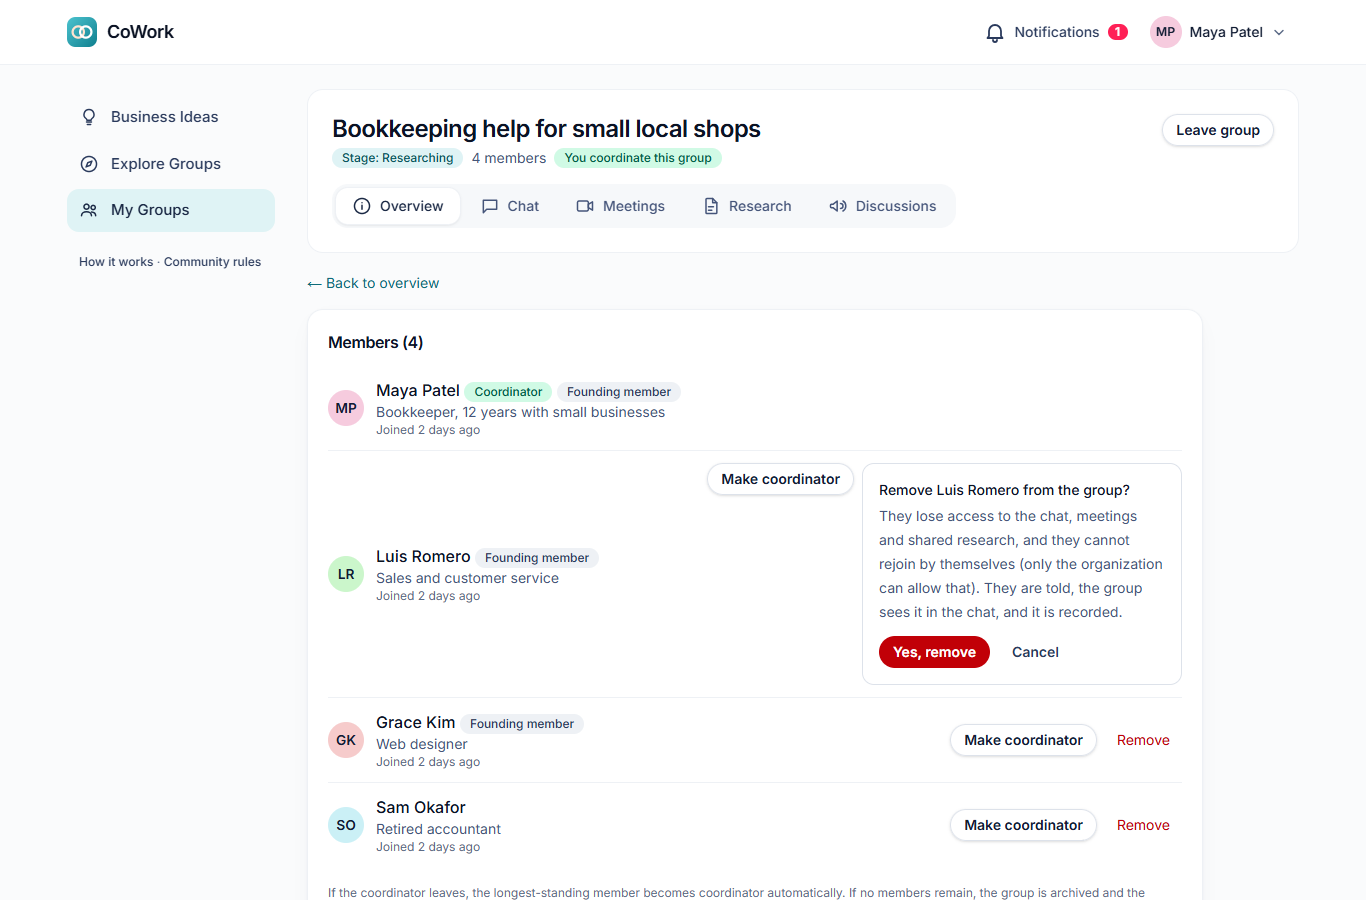 CoWork
Notifications 1
MP Maya Patel
Business Ideas
Explore Groups
My Groups
How it works · Community rules
Bookkeeping help for small local shops
Leave group
Stage: Researching 4 members You coordinate this group
Overview Chat Meetings Research Discussions
← Back to overview
Members (4)
MP
Maya Patel Coordinator Founding member
Bookkeeper, 12 years with small businesses
Joined 2 days ago
LR
Luis Romero Founding member
Sales and customer service
Joined 2 days ago
Make coordinator
Remove Luis Romero from the group?
They lose access to the chat, meetings
and shared research, and they cannot
rejoin by themselves (only the organization
can allow that). They are told, the group
sees it in the chat, and it is recorded.
Yes, remove Cancel
GK
Grace Kim Founding member
Web designer
Joined 2 days ago
Make coordinator Remove
SO
Sam Okafor
Retired accountant
Joined 2 days ago
Make coordinator Remove
If the coordinator leaves, the longest-standing member becomes coordinator automatically. If no members remain, the group is archived and the